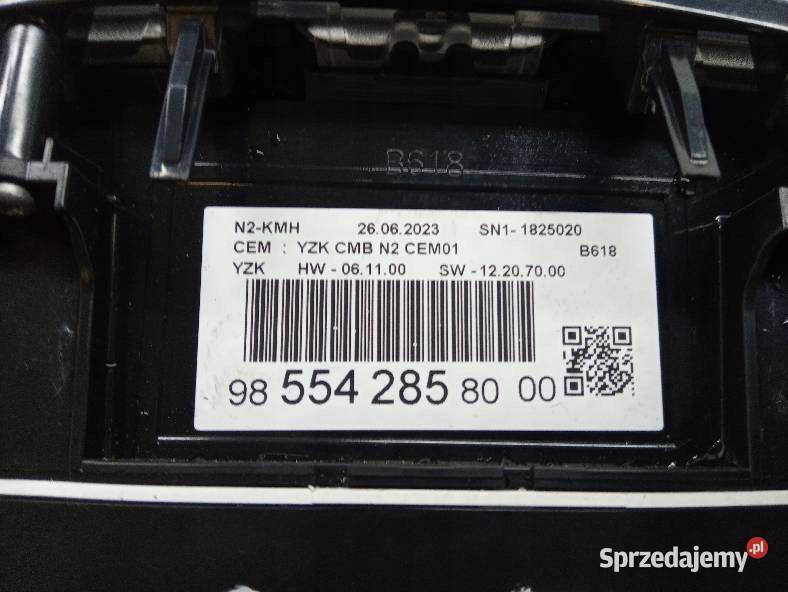 B618
N2-KMH 26.06.2023 SN1- 1825020
CEM : YZK CMB N2 CEM01 B618
YZK HW - 06.11.00 SW - 12.20.70.00
98 554 285 80 00
Sprzedajemy.pl